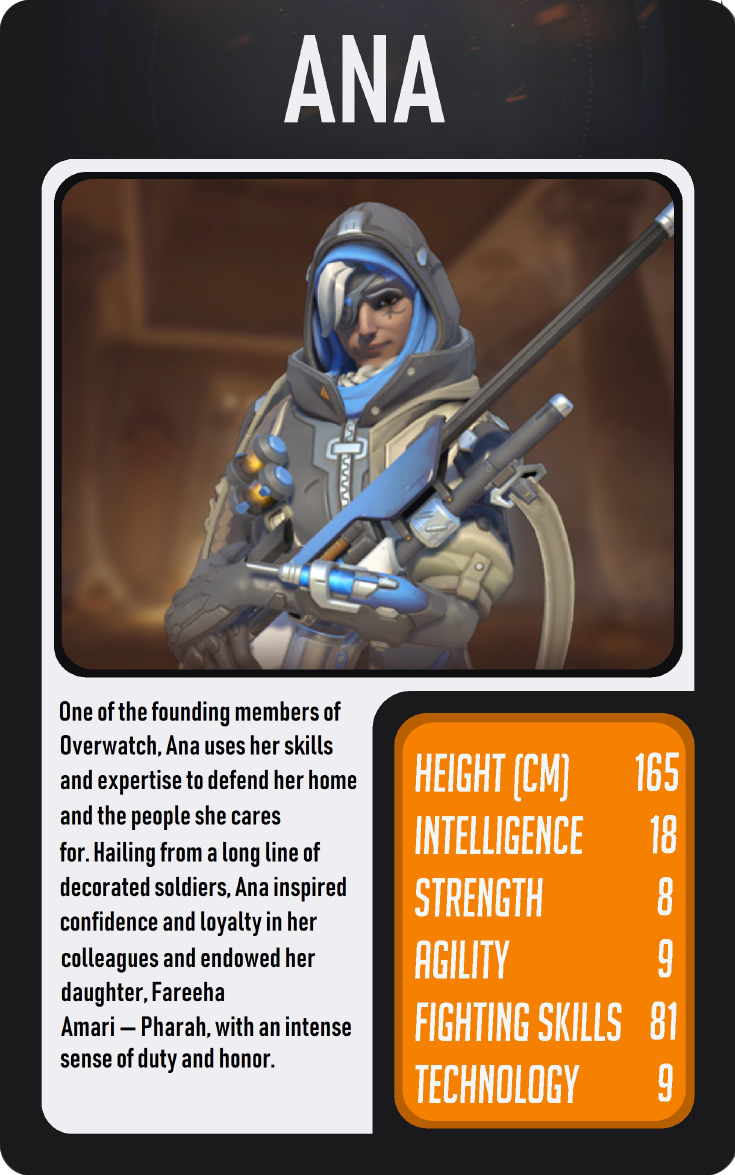 ANA
One of the founding members of
Overwatch, Ana uses her skills
and expertise to defend her home
and the people she cares
for. Hailing from a long line of
decorated soldiers, Ana inspired
confidence and loyalty in her
colleagues and endowed her
daughter, Fareeha
Amari – Pharah, with an intense
sense of duty and honor.
HEIGHT (CM) 165
INTELLIGENCE 18
STRENGTH 8
AGILITY 9
FIGHTING SKILLS 81
TECHNOLOGY 9